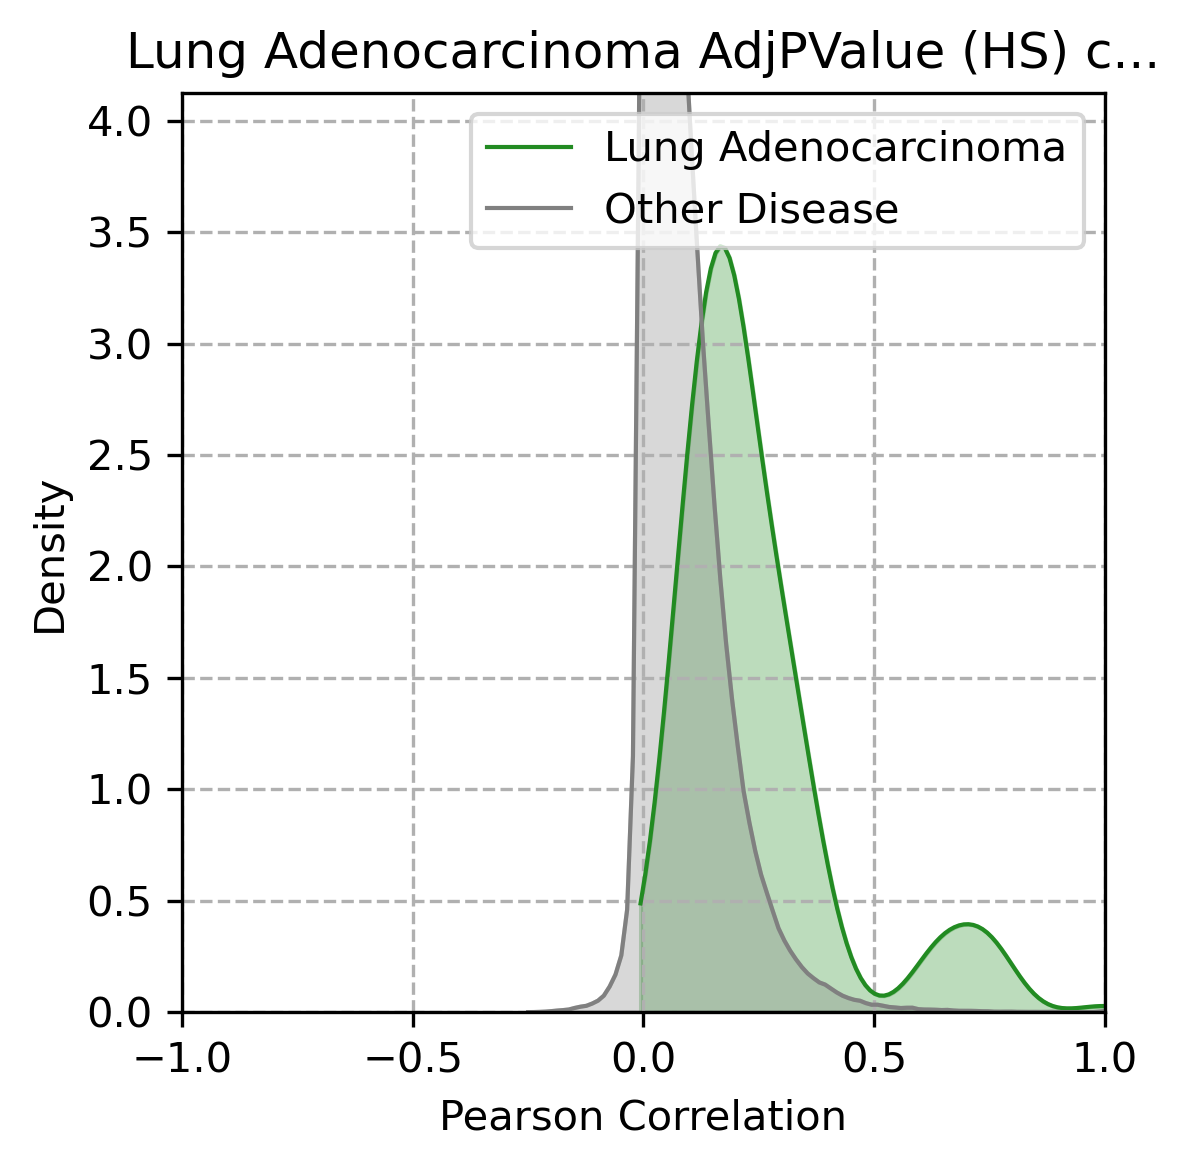 Lung Adenocarcinoma AdjPValue (HS) c...
Lung Adenocarcinoma
Other Disease
4.0
3.5
3.0
2.5
2.0
1.5
1.0
0.5
0.0
Density
−1.0
−0.5
0.0
0.5
1.0
Pearson Correlation